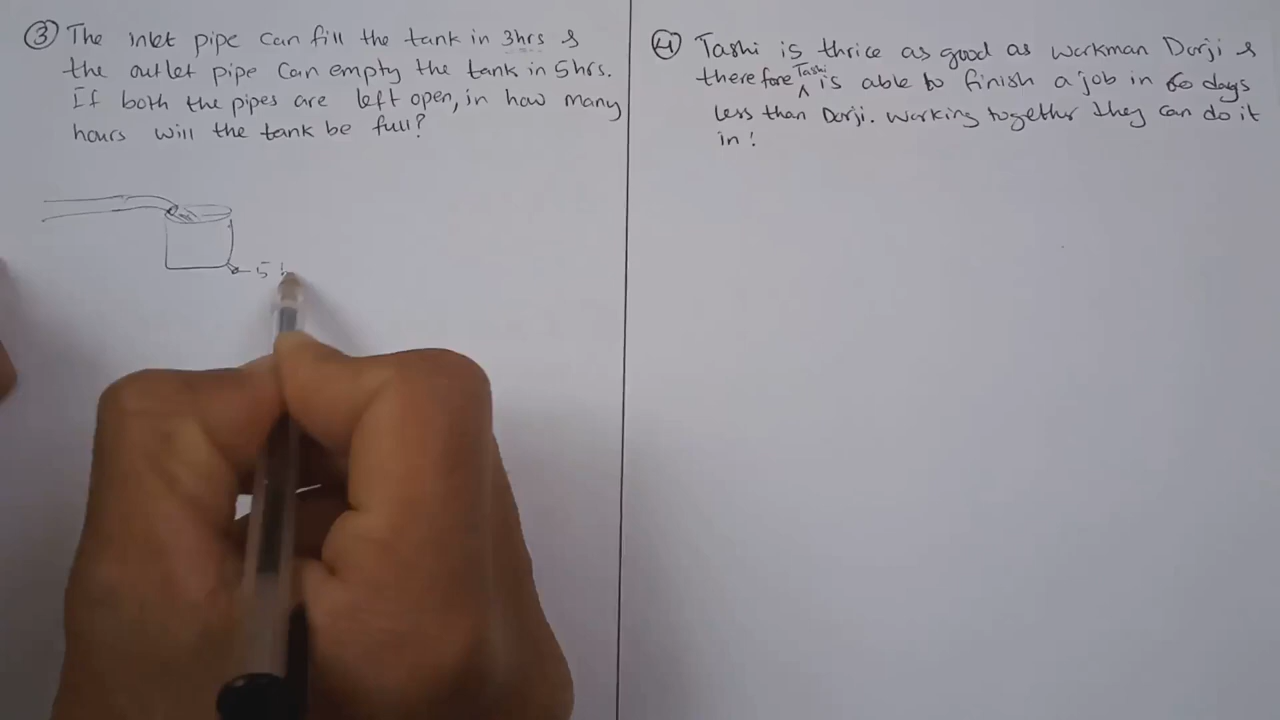 ③ The inlet pipe can fill the tank in 3hrs &
the outlet pipe can empty the tank in 5hrs.
If both the pipes are left open, in how many
hours will the tank be full?
5 h
④ Tashi is thrice as good as workman Dorji &
therefore Tashi is able to finish a job in 60 days
less than Dorji. Working together they can do it
in: